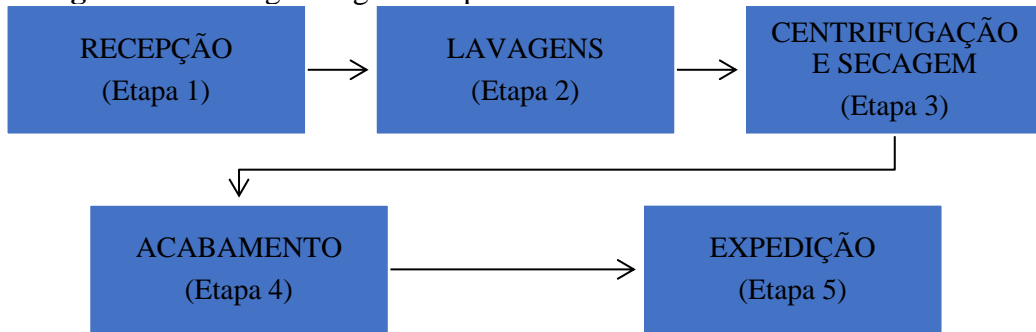 RECEPÇÃO
(Etapa 1)
LAVAGENS
(Etapa 2)
CENTRIFUGAÇÃO
E SECAGEM
(Etapa 3)
ACABAMENTO
(Etapa 4)
EXPEDIÇÃO
(Etapa 5)